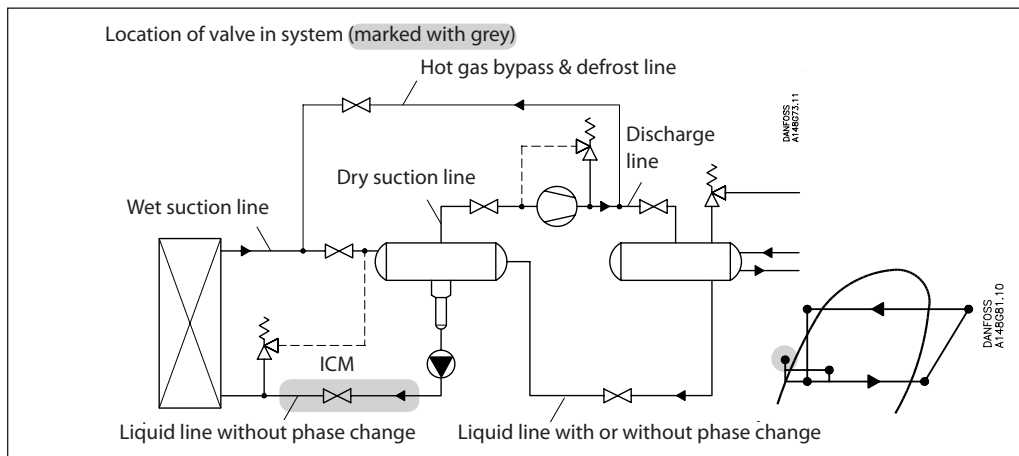 Location of valve in system (marked with grey)
Hot gas bypass & defrost line
DANFOSS
A148G73.11
Discharge
line
Dry suction line
Wet suction line
DANFOSS
A148G81.10
ICM
Liquid line without phase change
Liquid line with or without phase change